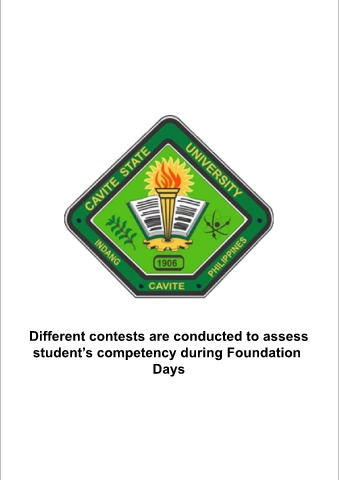 CAVITE STATE UNIVERSITY
INDANG
1906
PHILIPPINES
CAVITE
Different contests are conducted to assess
student's competency during Foundation
Days